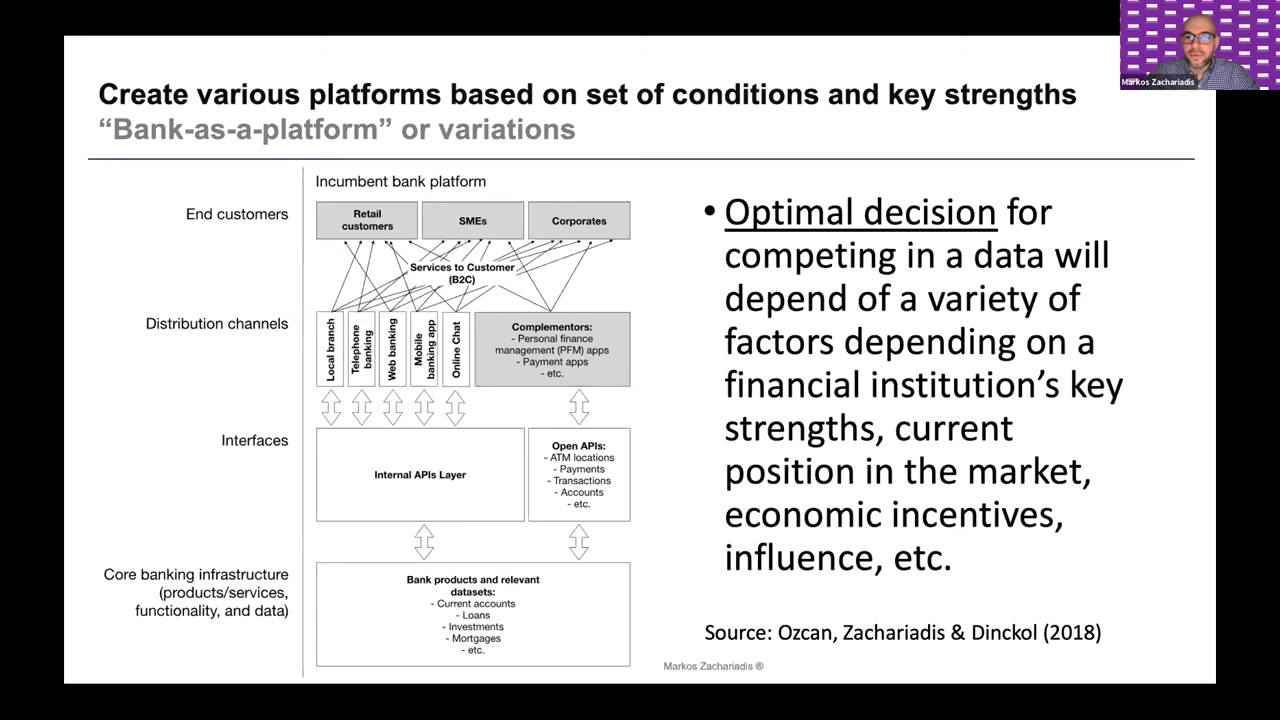 Create various platforms based on set of conditions and key strengths
“Bank-as-a-platform” or variations
Markos Zachariadis
Incumbent bank platform
End customers
Retail
customers
SMEs
Corporates
Services to Customer
(B2C)
Distribution channels
Local branch
Telephone
banking
Web banking
Mobile
banking app
Online Chat
Complementors:
- Personal finance
management (PFM) apps
- Payment apps
- etc.
Interfaces
Internal APIs Layer
Open APIs:
- ATM locations
- Payments
- Transactions
- Accounts
- etc.
Core banking infrastructure
(products/services,
functionality, and data)
Bank products and relevant
datasets:
- Current accounts
- Loans
- Investments
- Mortgages
- etc.
• Optimal decision for
competing in a data will
depend of a variety of
factors depending on a
financial institution’s key
strengths, current
position in the market,
economic incentives,
influence, etc.
Source: Ozcan, Zachariadis & Dinckol (2018)
Markos Zachariadis ®